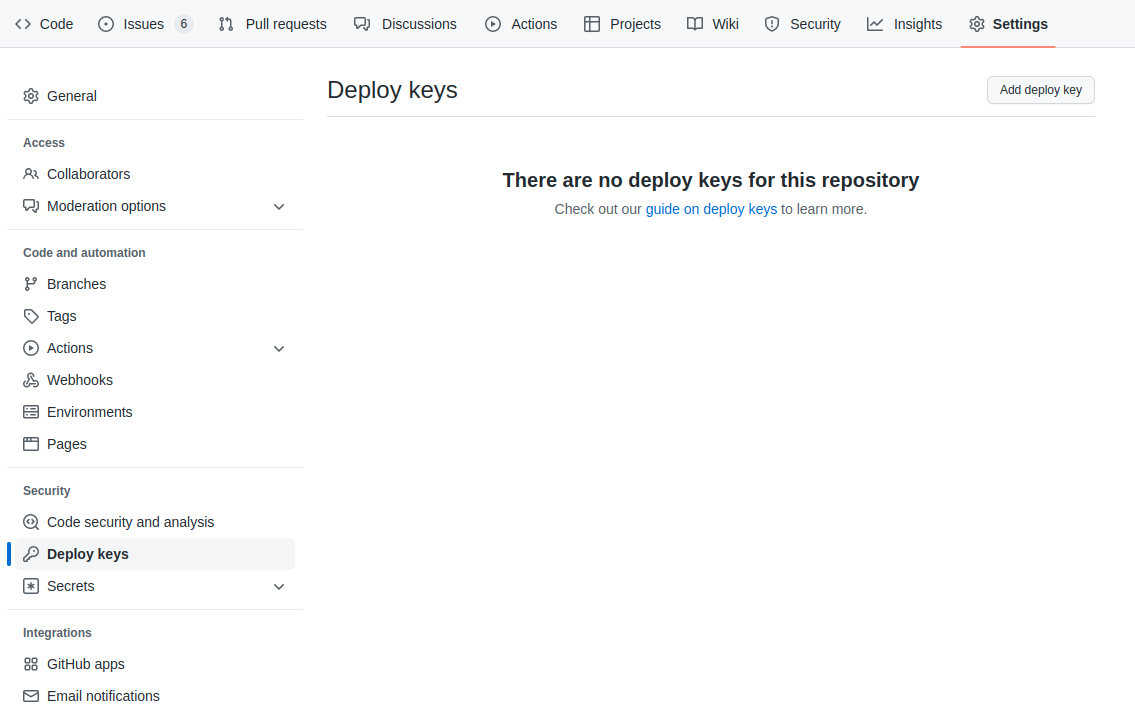 Code Issues 6 Pull requests Discussions Actions Projects Wiki Security Insights Settings
General
Access
Collaborators
Moderation options
Code and automation
Branches
Tags
Actions
Webhooks
Environments
Pages
Security
Code security and analysis
Deploy keys
Secrets
Integrations
GitHub apps
Email notifications
Deploy keys
Add deploy key
There are no deploy keys for this repository
Check out our guide on deploy keys to learn more.